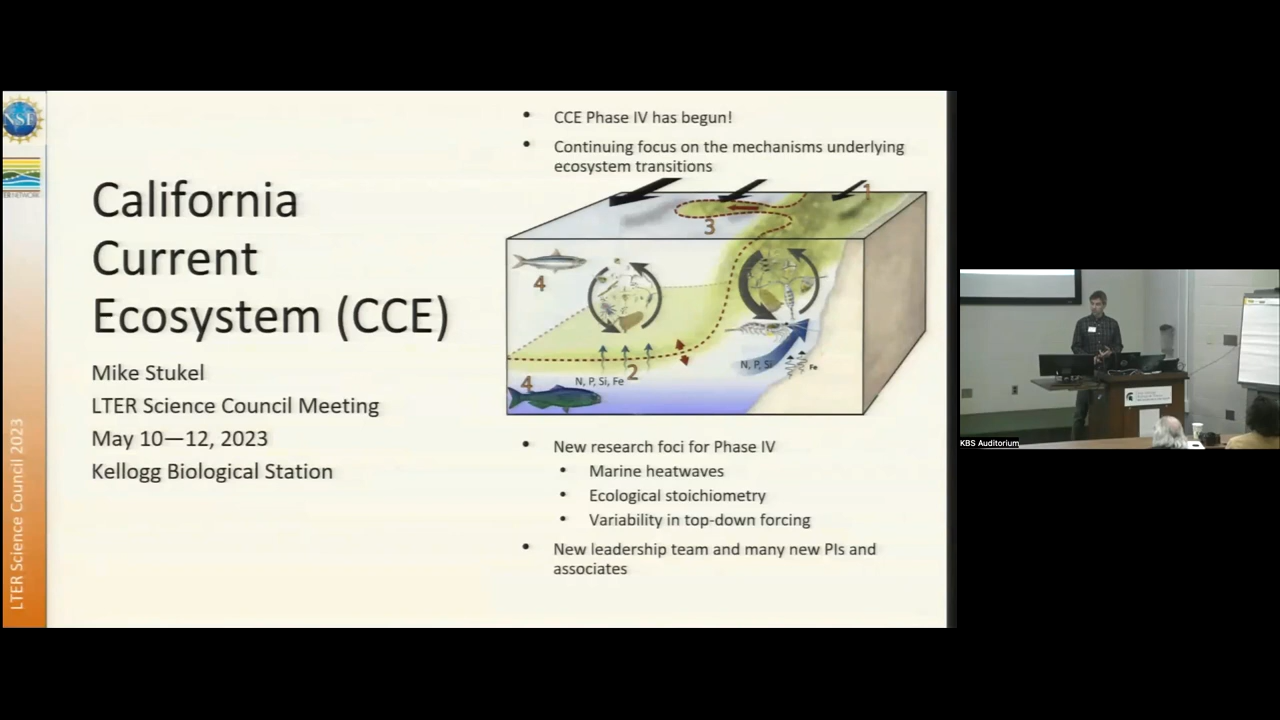 NSF
LTER Science Council 2023
California
Current
Ecosystem (CCE)
Mike Stukel
LTER Science Council Meeting
May 10—12, 2023
Kellogg Biological Station
• CCE Phase IV has begun!
• Continuing focus on the mechanisms underlying
ecosystem transitions
1
3
4
4
2
N, P, Si, Fe
N, P, Si
Fe
• New research foci for Phase IV
• Marine heatwaves
• Ecological stoichiometry
• Variability in top-down forcing
• New leadership team and many new PIs and
associates
KBS Auditorium